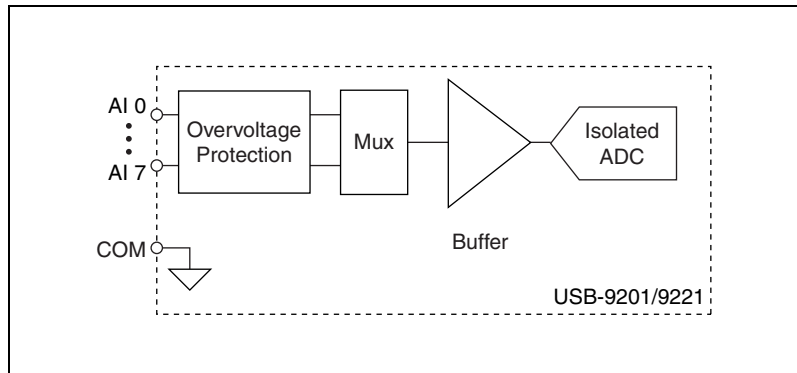 AI 0
AI 7
Overvoltage
Protection
Mux
Isolated
ADC
Buffer
COM
USB-9201/9221